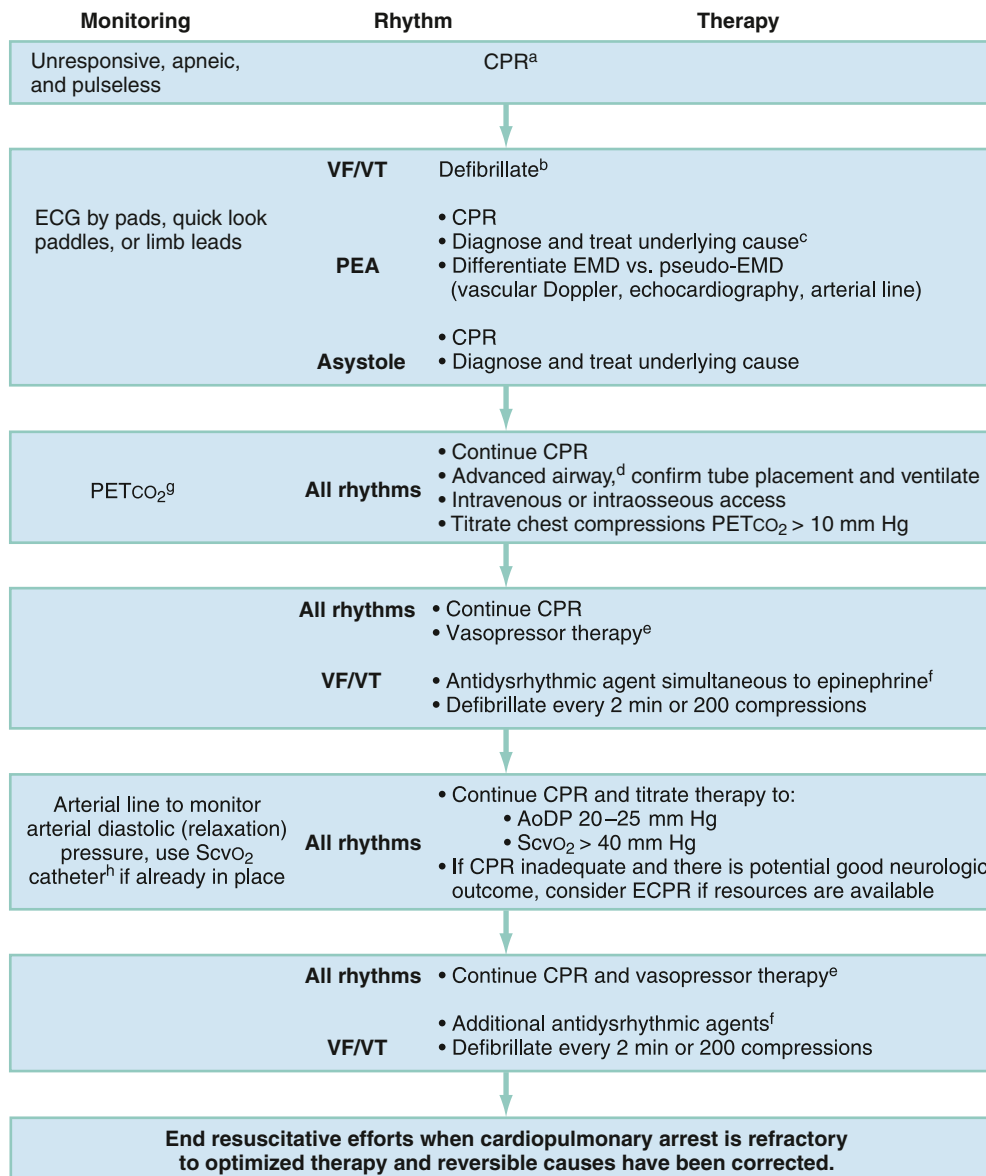 Monitoring Rhythm Therapy
Unresponsive, apneic,
and pulseless
CPRᵃ
VF/VT Defibrillateᵇ
ECG by pads, quick look
paddles, or limb leads
PEA
• CPR
• Diagnose and treat underlying causeᶜ
• Differentiate EMD vs. pseudo-EMD
(vascular Doppler, echocardiography, arterial line)
Asystole
• CPR
• Diagnose and treat underlying cause
PETCO₂ᵍ
All rhythms
• Continue CPR
• Advanced airway,ᵈ confirm tube placement and ventilate
• Intravenous or intraosseous access
• Titrate chest compressions PETCO₂ > 10 mm Hg
All rhythms
• Continue CPR
• Vasopressor therapyᵉ
VF/VT
• Antidysrhythmic agent simultaneous to epinephrineᶠ
• Defibrillate every 2 min or 200 compressions
Arterial line to monitor
arterial diastolic (relaxation)
pressure, use ScvO₂
catheterʰ if already in place
All rhythms
• Continue CPR and titrate therapy to:
• AoDP 20–25 mm Hg
• ScvO₂ > 40 mm Hg
• If CPR inadequate and there is potential good neurologic
outcome, consider ECPR if resources are available
All rhythms
• Continue CPR and vasopressor therapyᵉ
VF/VT
• Additional antidysrhythmic agentsᶠ
• Defibrillate every 2 min or 200 compressions
End resuscitative efforts when cardiopulmonary arrest is refractory
to optimized therapy and reversible causes have been corrected.